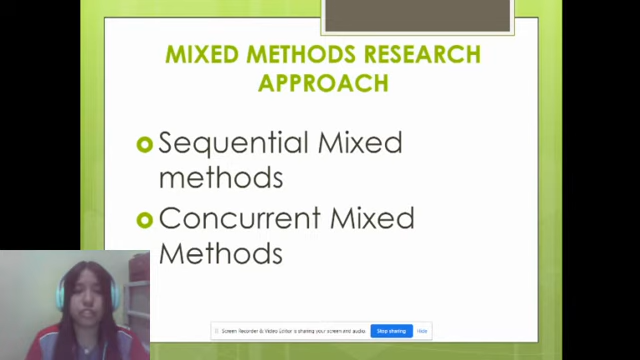 MIXED METHODS RESEARCH
APPROACH
Sequential Mixed
methods
Concurrent Mixed
Methods
Screen Recorder & Video Editor is sharing your screen and audio. Stop sharing Hide